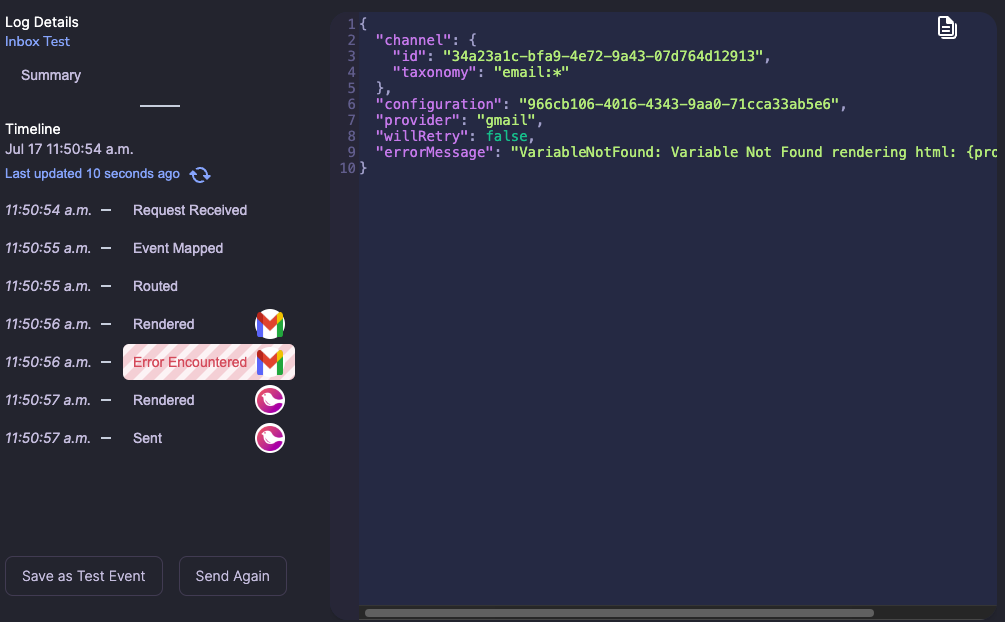 Log Details
Inbox Test
Summary
Timeline
Jul 17 11:50:54 a.m.
Last updated 10 seconds ago
11:50:54 a.m. — Request Received
11:50:55 a.m. — Event Mapped
11:50:55 a.m. — Routed
11:50:56 a.m. — Rendered
11:50:56 a.m. — Error Encountered
11:50:57 a.m. — Rendered
11:50:57 a.m. — Sent
Save as Test Event
Send Again
1 {
2 "channel": {
3 "id": "34a23a1c-bfa9-4e72-9a43-07d764d12913",
4 "taxonomy": "email:*"
5 },
6 "configuration": "966cb106-4016-4343-9aa0-71cca33ab5e6",
7 "provider": "gmail",
8 "willRetry": false,
9 "errorMessage": "VariableNotFound: Variable Not Found rendering html: {pro
10 }